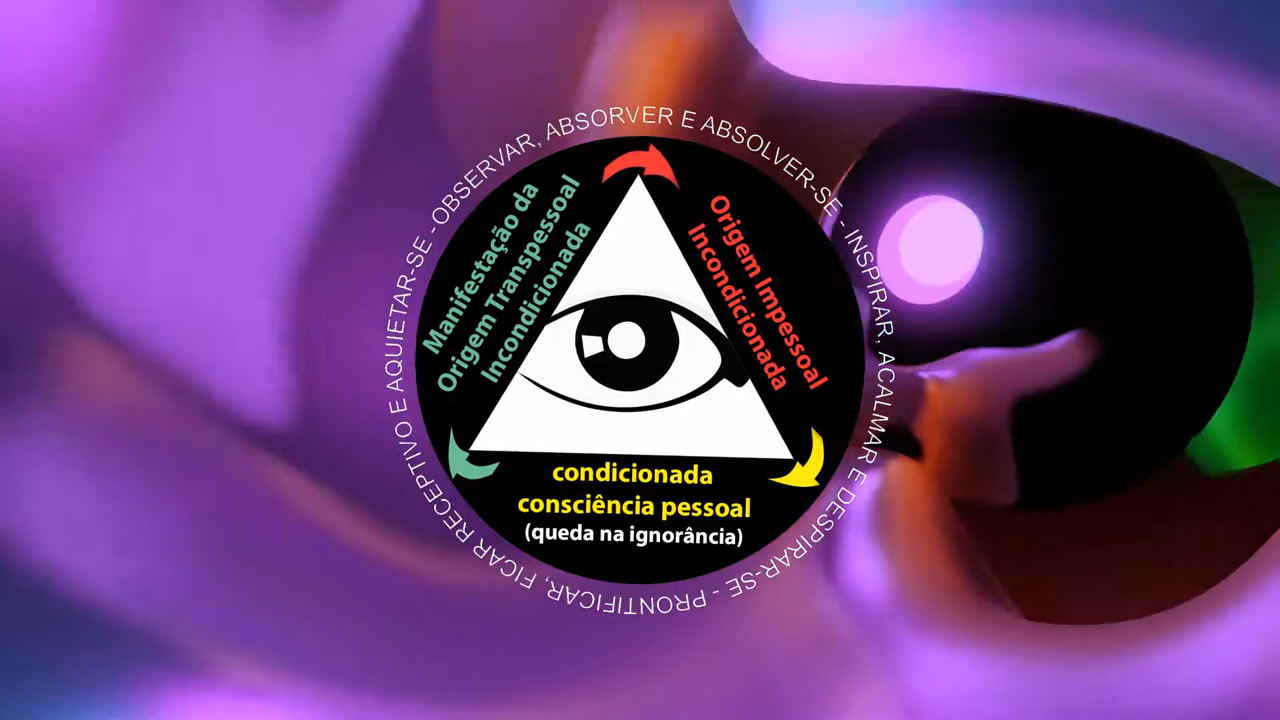 OBSERVAR, ABSORVER E ABSOLVER-SE - INSPIRAR, ACALMAR E DESPIRAR-SE - PRONTIFICAR, FICAR RECEPTIVO E AQUIETAR-SE -
Manifestação da
Origem Transpessoal
Incondicionada
Origem Impessoal
Incondicionada
condicionada
consciência pessoal
(queda na ignorância)